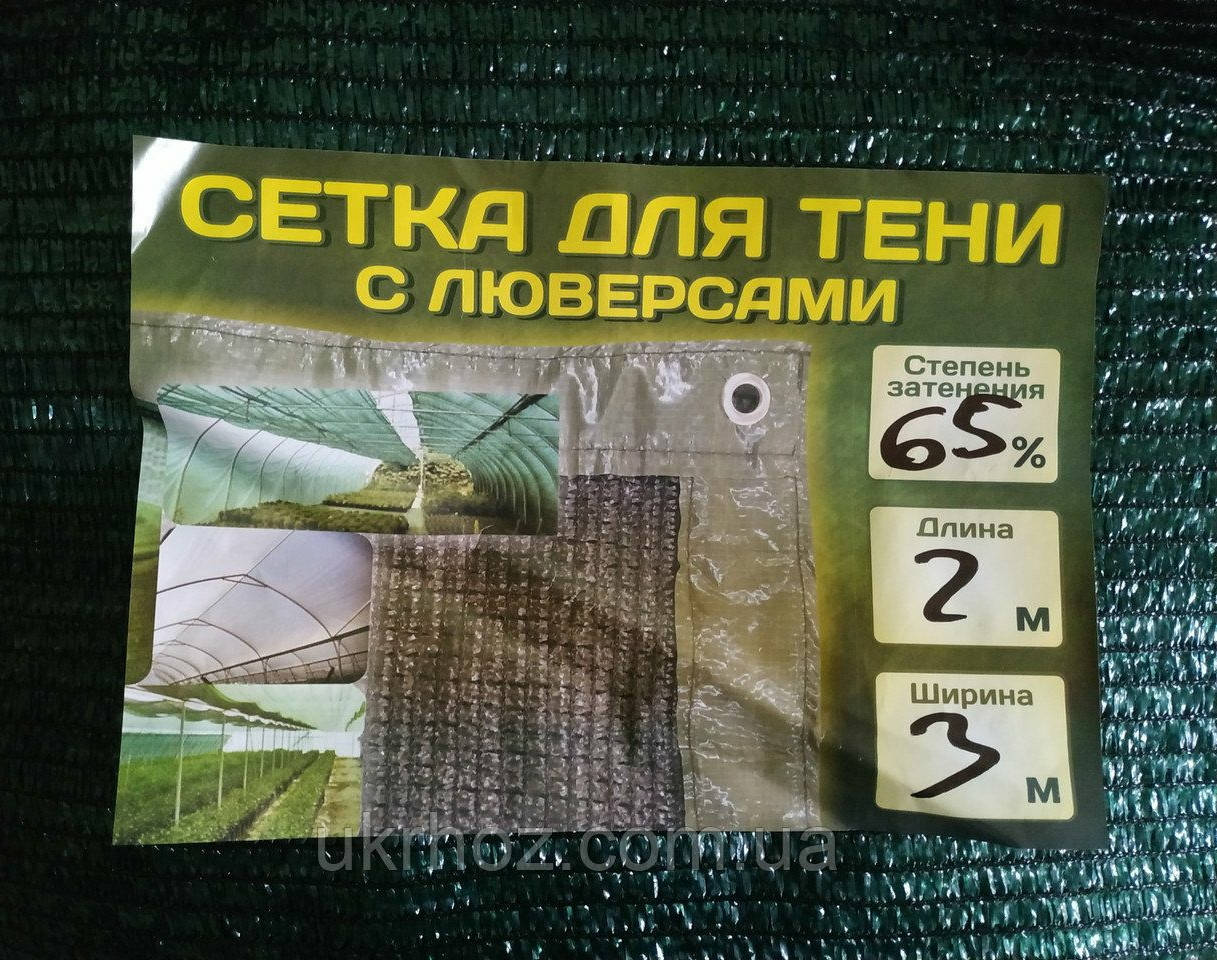 СЕТКА ДЛЯ ТЕНИ
С ЛЮВЕРСАМИ
Степень
затенения
65%
Длина
2 м
Ширина
3 м
ukrhoz.com.ua